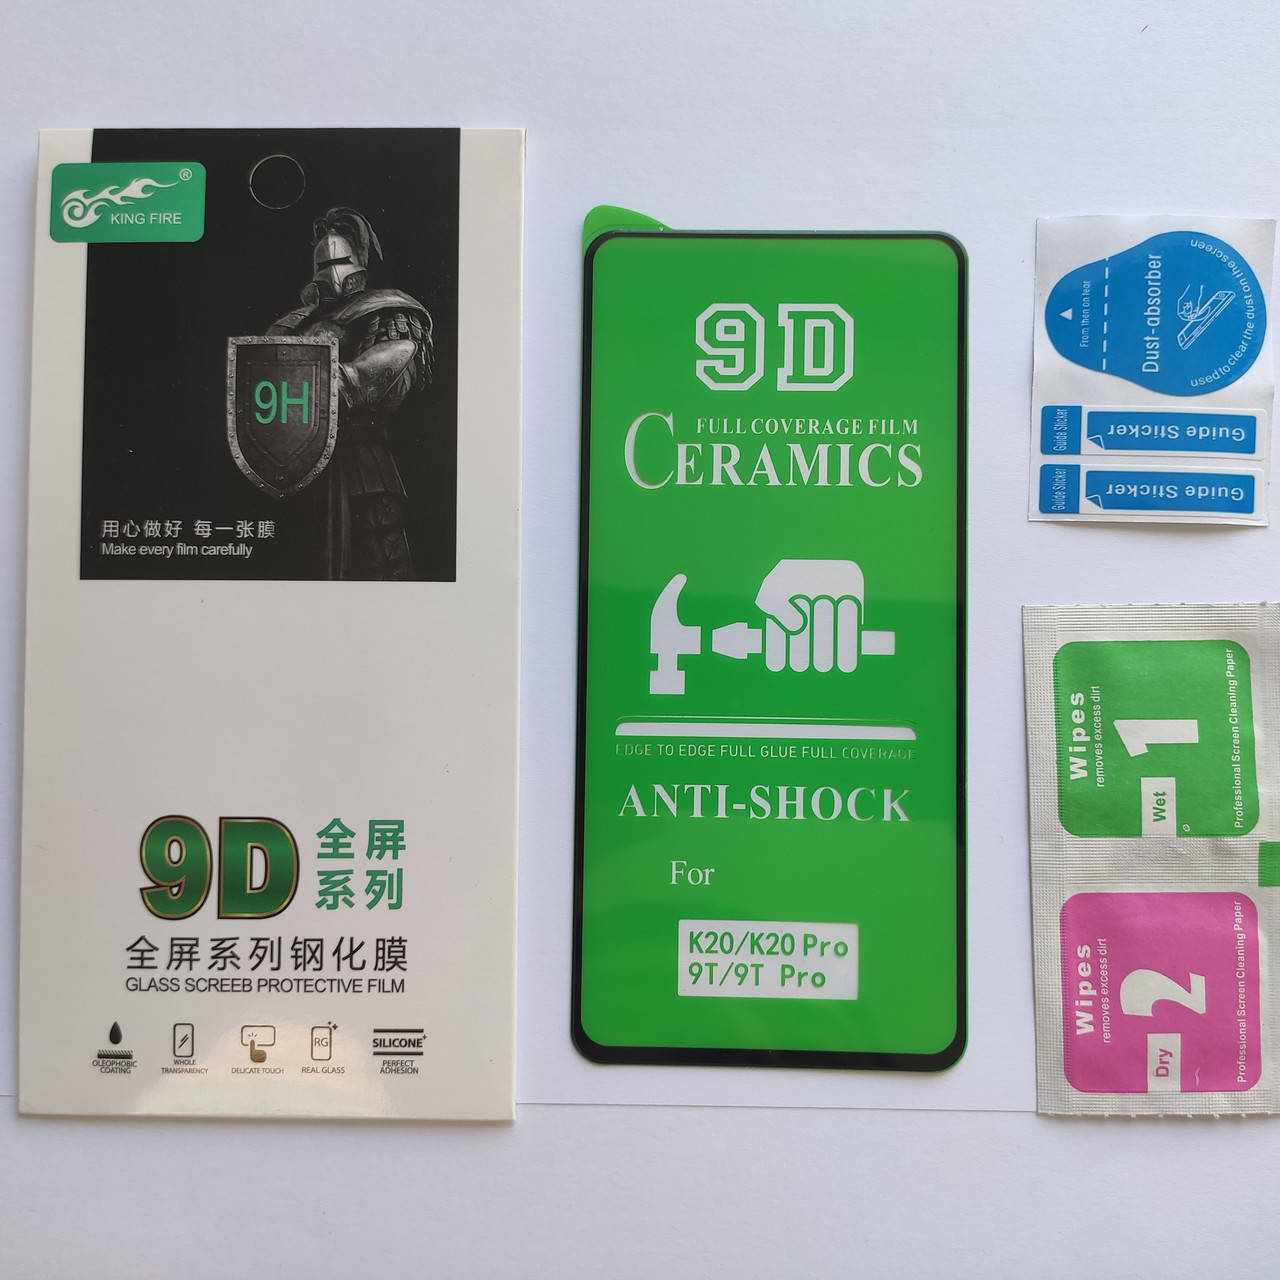 KING FIRE ®
9H
用心做好 每一张膜
Make every film carefully
9D 全屏
系列
全屏系列钢化膜
GLASS SCREEB PROTECTIVE FILM
OLEOPHOBIC
COATING
WHOLE
TRANSPARENCY
DELICATE TOUCH
RG
REAL GLASS
SILICONE+
PERFECT
ADHESION
9D
FULL COVERAGE FILM
CERAMICS
EDGE TO EDGE FULL GLUE FULL COVERAGE
ANTI-SHOCK
For
K20/K20 Pro
9T/9T Pro
From then on tear
Dust-absorber
used to clear the dust on the screen
Guide Sticker
Guide Sticker
Guide Sticker
Guide Sticker
Wipes
removes excess dirt
1
Wet
Professional Screen Cleaning Paper
Wipes
removes excess dirt
2
Dry
Professional Screen Cleaning Paper